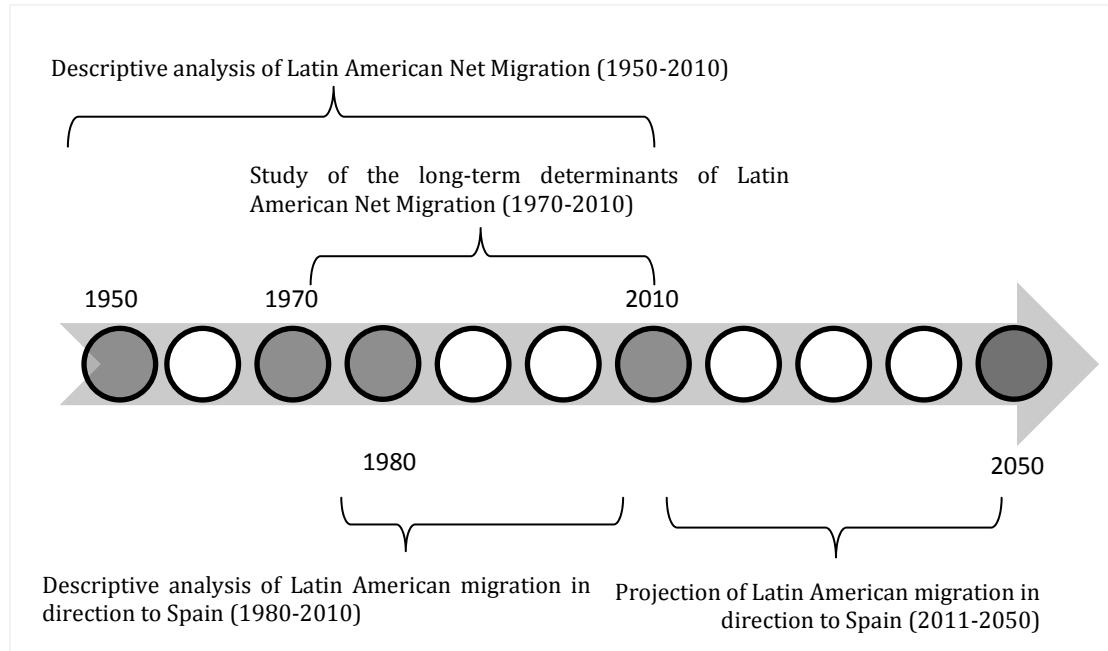 Descriptive analysis of Latin American Net Migration (1950-2010)
Study of the long-term determinants of Latin
American Net Migration (1970-2010)
1950
1970
2010
1980
2050
Descriptive analysis of Latin American migration in
direction to Spain (1980-2010)
Projection of Latin American migration in
direction to Spain (2011-2050)